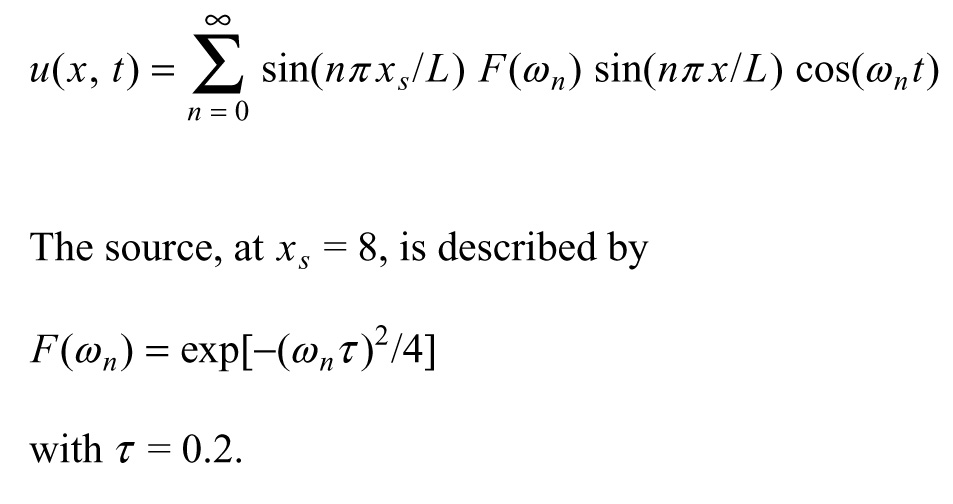 u(x, t) = ∑_{n = 0}^{∞} sin(nπx_s/L) F(ω_n) sin(nπx/L) cos(ω_n t)
The source, at x_s = 8, is described by
F(ω_n) = exp[−(ω_n τ)²/4]
with τ = 0.2.